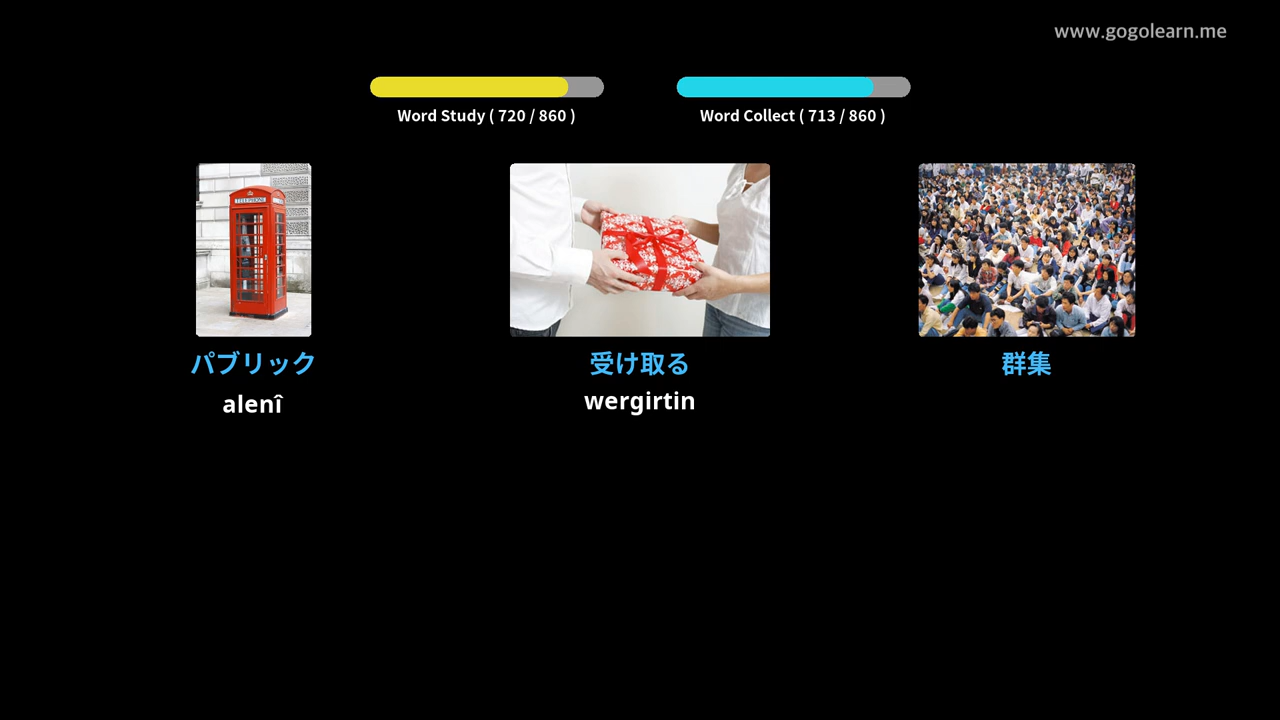 www.gogolearn.me
Word Study ( 720 / 860 )
Word Collect ( 713 / 860 )
TELEPHONE
パブリック
受け取る
群集
alenî
wergirtin